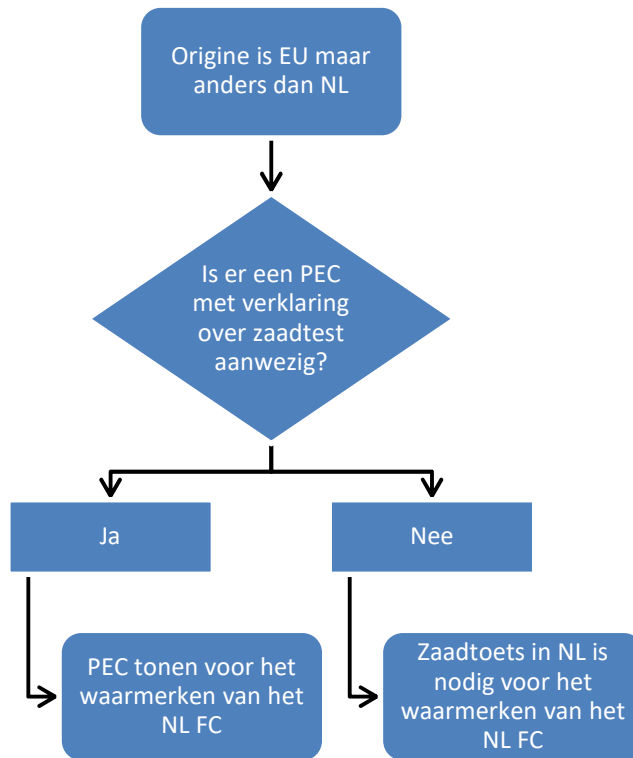 Origine is EU maar
anders dan NL
Is er een PEC
met verklaring
over zaadtest
aanwezig?
Ja
Nee
PEC tonen voor het
waarmerken van het
NL FC
Zaadtoets in NL is
nodig voor het
waarmerken van het
NL FC